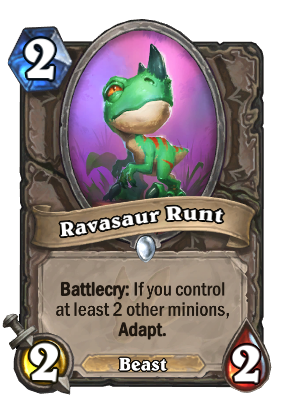 2
Ravasaur Runt
Battlecry: If you control
at least 2 other minions,
Adapt.
2
Beast
2